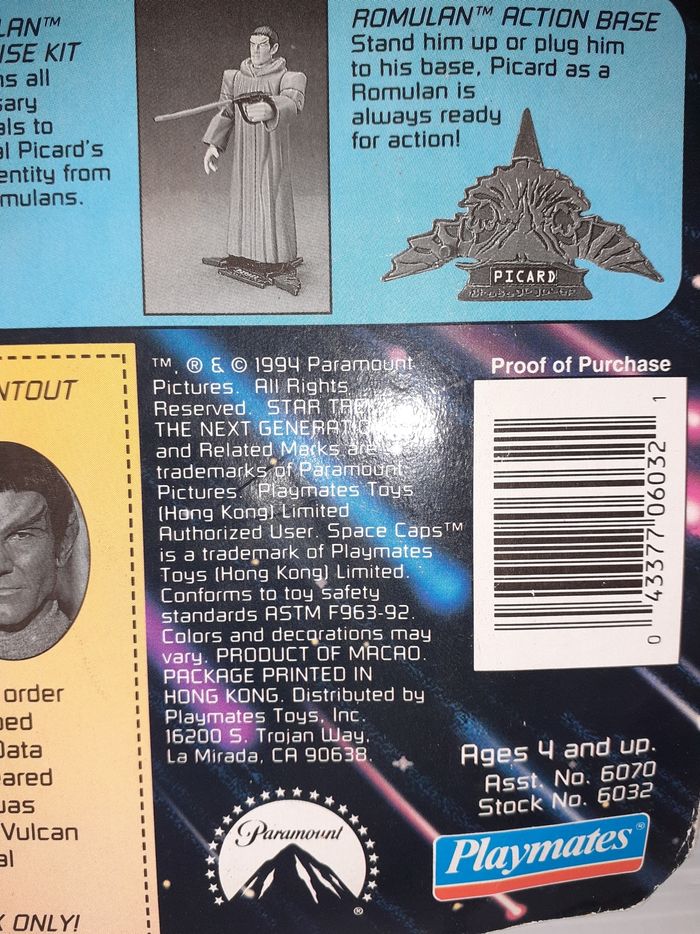 LAN™
ISE KIT
ns all
sary
als to
al Picard's
entity from
mulans.
ROMULAN™ ACTION BASE
Stand him up or plug him
to his base, Picard as a
Romulan is
always ready
for action!
PICARD
NTOUT
order
ped
Data
eared
uas
Vulcan
al
K ONLY!
™, ® & © 1994 Paramount
Pictures. All Rights
Reserved. STAR TREK:
THE NEXT GENERATION
and Related Marks are
trademarks of Paramount
Pictures. Playmates Toys
(Hong Kong) Limited
Authorized User. Space Caps™
is a trademark of Playmates
Toys (Hong Kong) Limited.
Conforms to toy safety
standards ASTM F963-92.
Colors and decorations may
vary. PRODUCT OF MACAO.
PACKAGE PRINTED IN
HONG KONG. Distributed by
Playmates Toys, Inc.
16200 S. Trojan Way,
La Mirada, CA 90638.
Paramount
®
Proof of Purchase
0 43377 06032 1
Ages 4 and up.
Asst. No. 6070
Stock No. 6032
Playmates®